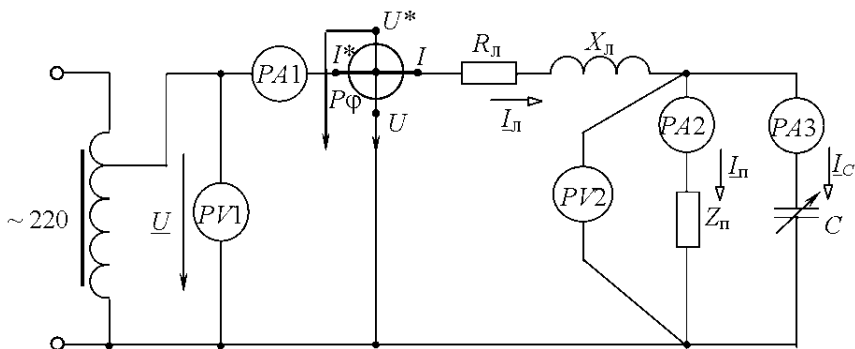 U*
I*
I
PA1
Pφ
U
Rл
Xл
Iл
PA2
PA3
Iп
IC
~ 220
U
PV1
PV2
Zп
C